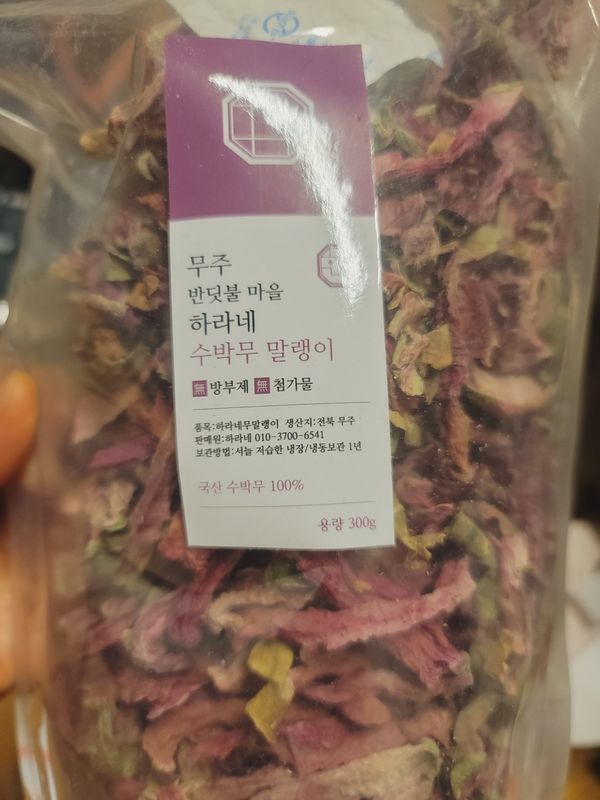 무주
반딧불 마을
하라네
수박무 말랭이
無 방부제 無 첨가물
품목:하라네무말랭이 생산지:전북 무주
판매원:하라네 010-3700-6541
보관방법:서늘 저습한 냉장/냉동보관 1년
국산 수박무 100%
용량 300g